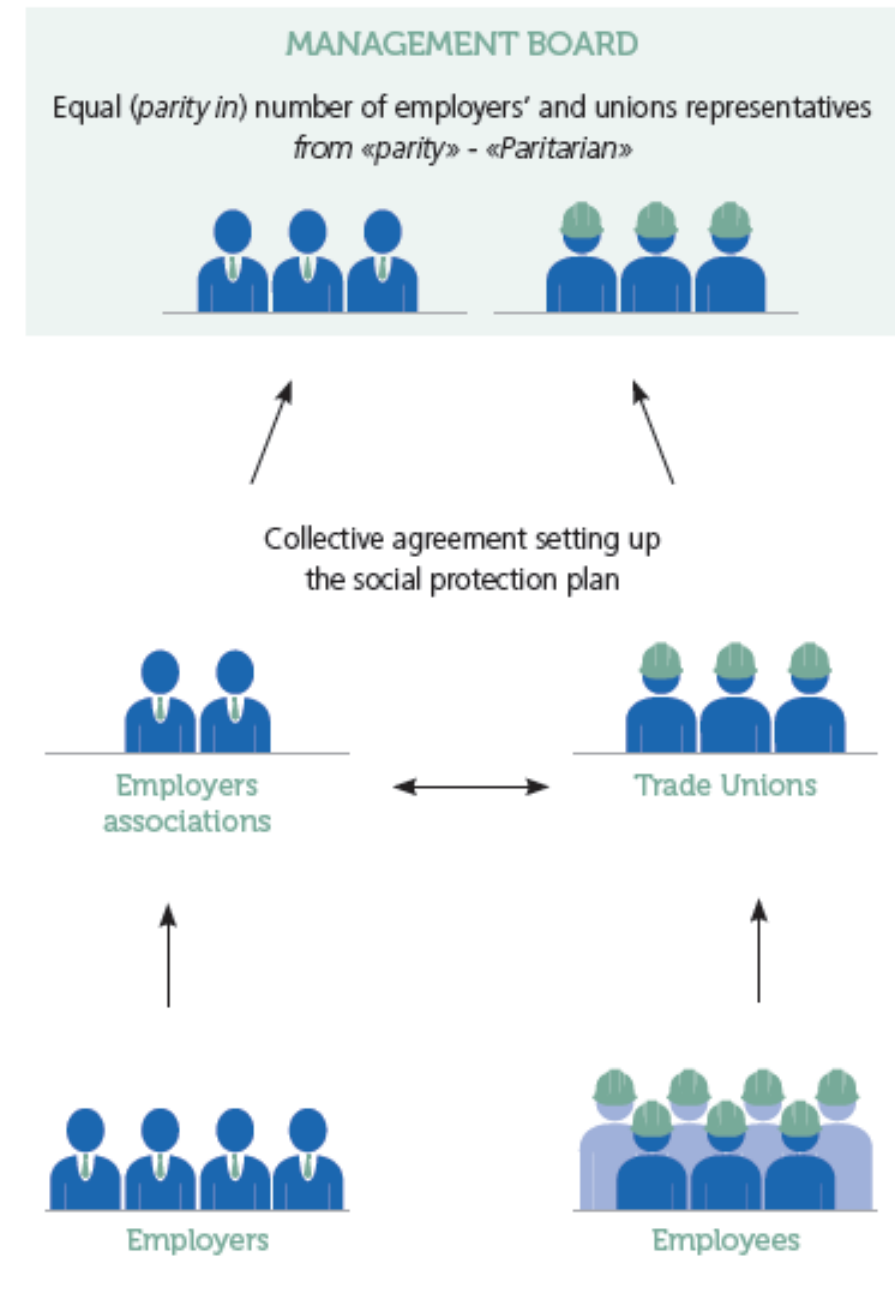 MANAGEMENT BOARD
Equal (parity in) number of employers’ and unions representatives
from «parity» - «Paritarian»
Collective agreement setting up
the social protection plan
Employers
associations
Trade Unions
Employers
Employees